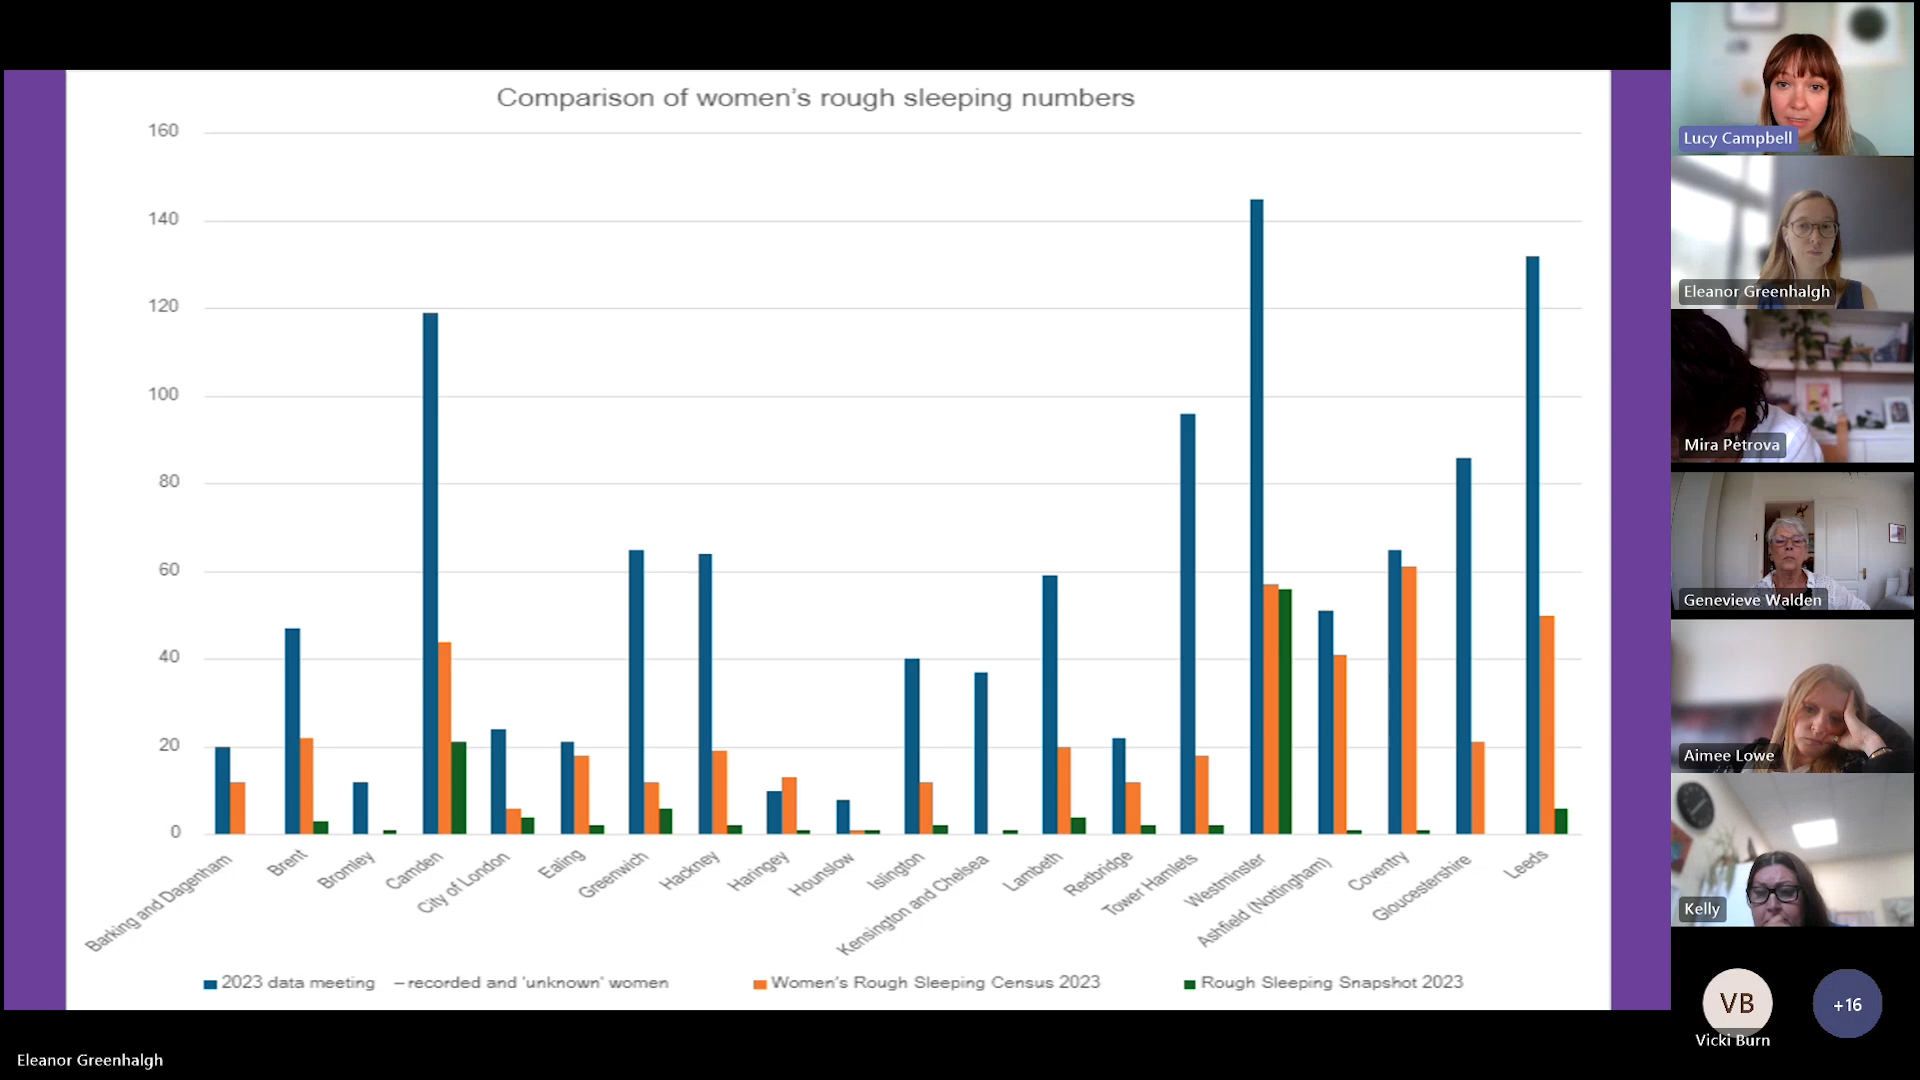 Comparison of women's rough sleeping numbers
160
140
120
100
80
60
40
20
0
Barking and Dagenham
Brent
Bromley
Camden
City of London
Ealing
Greenwich
Hackney
Haringey
Hounslow
Islington
Kensington and Chelsea
Lambeth
Redbridge
Tower Hamlets
Westminster
Ashfield (Nottingham)
Coventry
Gloucestershire
Leeds
2023 data meeting – recorded and 'unknown' women
Women's Rough Sleeping Census 2023
Rough Sleeping Snapshot 2023
Lucy Campbell
Eleanor Greenhalgh
Mira Petrova
Genevieve Walden
Aimee Lowe
Kelly
VB
+16
Vicki Burn
Eleanor Greenhalgh